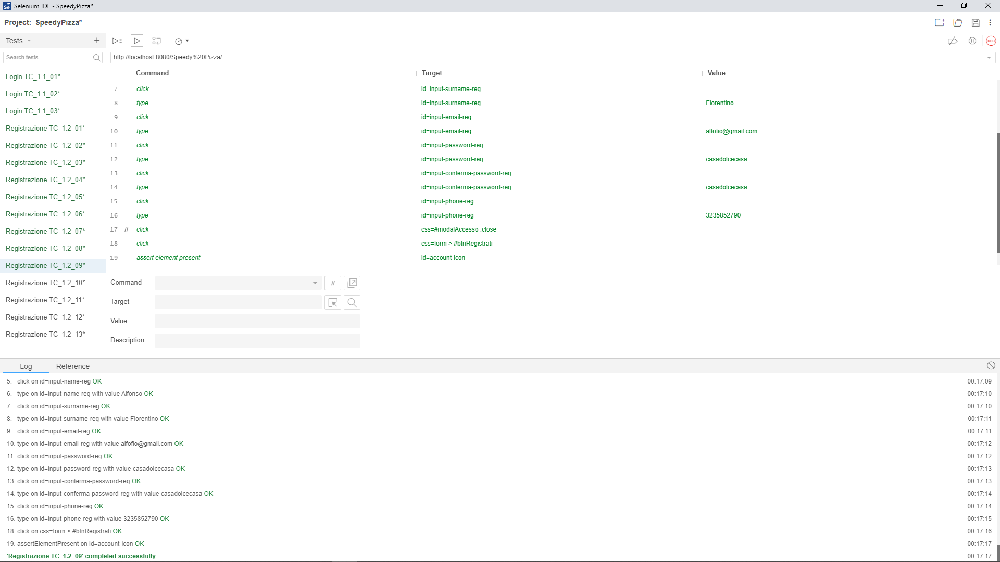 Selenium IDE - SpeedyPizza*
Project: SpeedyPizza*
Tests
REC
Search tests...
http://localhost:8080/Speedy%20Pizza/
Login TC_1.1_01*
Login TC_1.1_02*
Login TC_1.1_03*
Registrazione TC_1.2_01*
Registrazione TC_1.2_02*
Registrazione TC_1.2_03*
Registrazione TC_1.2_04*
Registrazione TC_1.2_05*
Registrazione TC_1.2_06*
Registrazione TC_1.2_07*
Registrazione TC_1.2_08*
Registrazione TC_1.2_09*
Registrazione TC_1.2_10*
Registrazione TC_1.2_11*
Registrazione TC_1.2_12*
Registrazione TC_1.2_13*
Command Target Value
7 click id=input-surname-reg
8 type id=input-surname-reg Fiorentino
9 click id=input-email-reg
10 type id=input-email-reg alfofio@gmail.com
11 click id=input-password-reg
12 type id=input-password-reg casadolcecasa
13 click id=input-conferma-password-reg
14 type id=input-conferma-password-reg casadolcecasa
15 click id=input-phone-reg
16 type id=input-phone-reg 3235852790
17 // click css=#modalAccesso .close
18 click css=form > #btnRegistrati
19 assert element present id=account-icon
Command //
Target
Value
Description
Log Reference
5. click on id=input-name-reg OK 00:17:09
6. type on id=input-name-reg with value Alfonso OK 00:17:10
7. click on id=input-surname-reg OK 00:17:10
8. type on id=input-surname-reg with value Fiorentino OK 00:17:11
9. click on id=input-email-reg OK 00:17:11
10. type on id=input-email-reg with value alfofio@gmail.com OK 00:17:12
11. click on id=input-password-reg OK 00:17:12
12. type on id=input-password-reg with value casadolcecasa OK 00:17:13
13. click on id=input-conferma-password-reg OK 00:17:13
14. type on id=input-conferma-password-reg with value casadolcecasa OK 00:17:14
15. click on id=input-phone-reg OK 00:17:14
16. type on id=input-phone-reg with value 3235852790 OK 00:17:15
18. click on css=form > #btnRegistrati OK 00:17:16
19. assertElementPresent on id=account-icon OK 00:17:17
'Registrazione TC_1.2_09' completed successfully 00:17:17